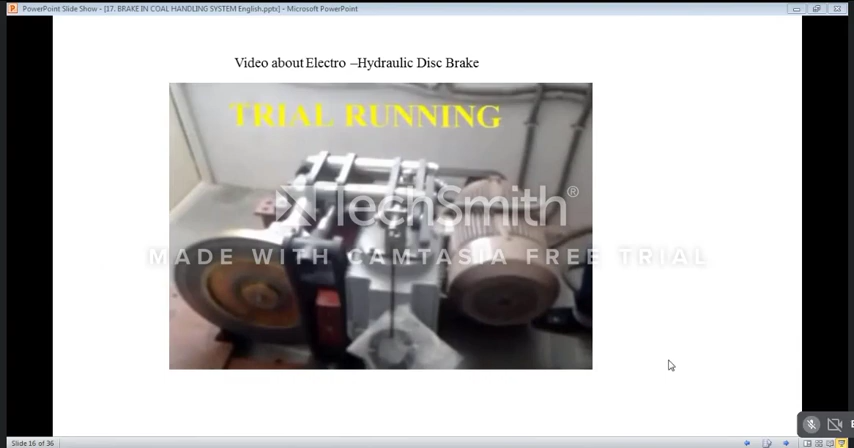 PowerPoint Slide Show - [17. BRAKE IN COAL HANDLING SYSTEM English.pptx] - Microsoft PowerPoint
Video about Electro –Hydraulic Disc Brake
TRIAL RUNNING
TechSmith®
MADE WITH CAMTASIA FREE TRIAL
Slide 16 of 36